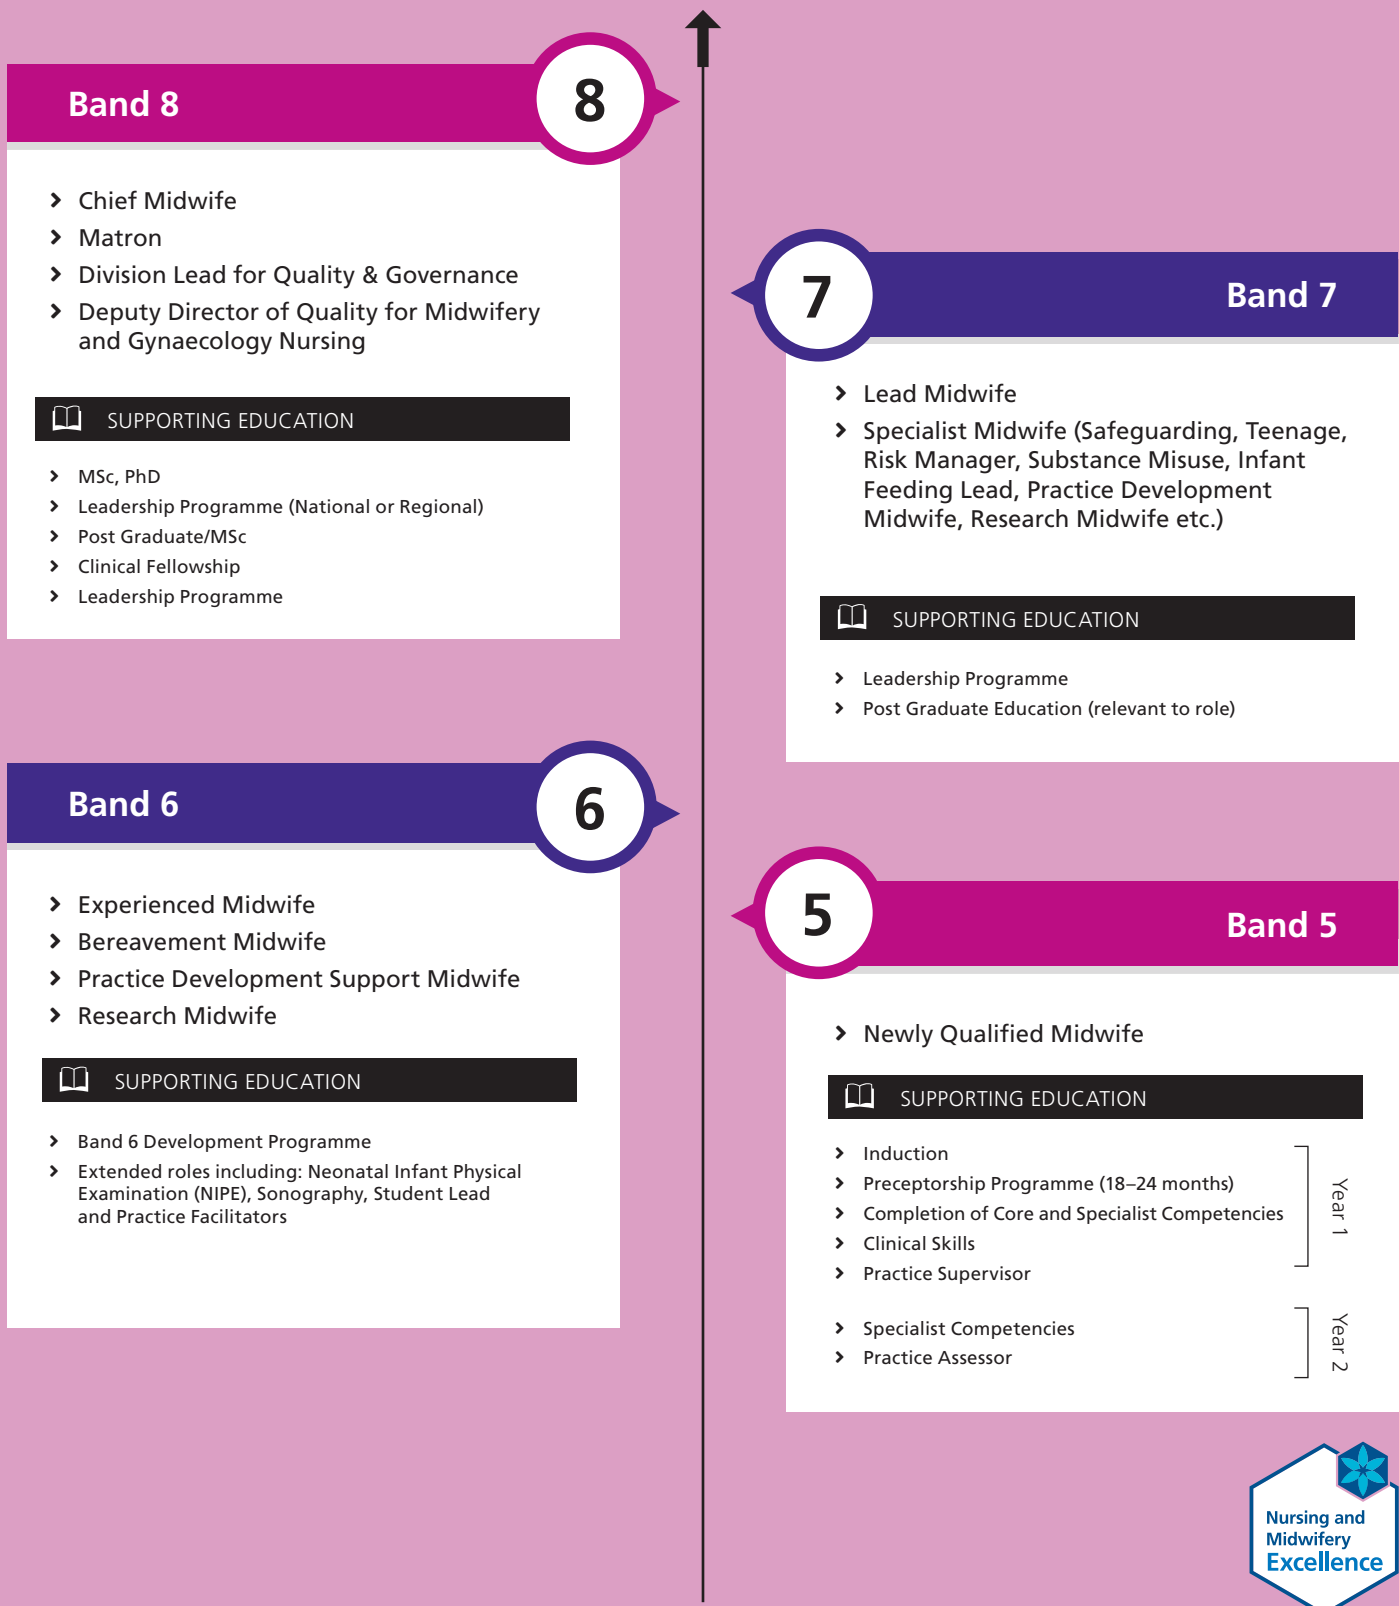 Band 8
8
Chief Midwife
Matron
Division Lead for Quality & Governance
Deputy Director of Quality for Midwifery
and Gynaecology Nursing
SUPPORTING EDUCATION
MSc, PhD
Leadership Programme (National or Regional)
Post Graduate/MSc
Clinical Fellowship
Leadership Programme
7
Band 7
Lead Midwife
Specialist Midwife (Safeguarding, Teenage,
Risk Manager, Substance Misuse, Infant
Feeding Lead, Practice Development
Midwife, Research Midwife etc.)
SUPPORTING EDUCATION
Leadership Programme
Post Graduate Education (relevant to role)
Band 6
6
Experienced Midwife
Bereavement Midwife
Practice Development Support Midwife
Research Midwife
SUPPORTING EDUCATION
Band 6 Development Programme
Extended roles including: Neonatal Infant Physical
Examination (NIPE), Sonography, Student Lead
and Practice Facilitators
5
Band 5
Newly Qualified Midwife
SUPPORTING EDUCATION
Induction
Preceptorship Programme (18–24 months)
Completion of Core and Specialist Competencies
Clinical Skills
Practice Supervisor
Year 1
Specialist Competencies
Practice Assessor
Year 2
Nursing and
Midwifery
Excellence